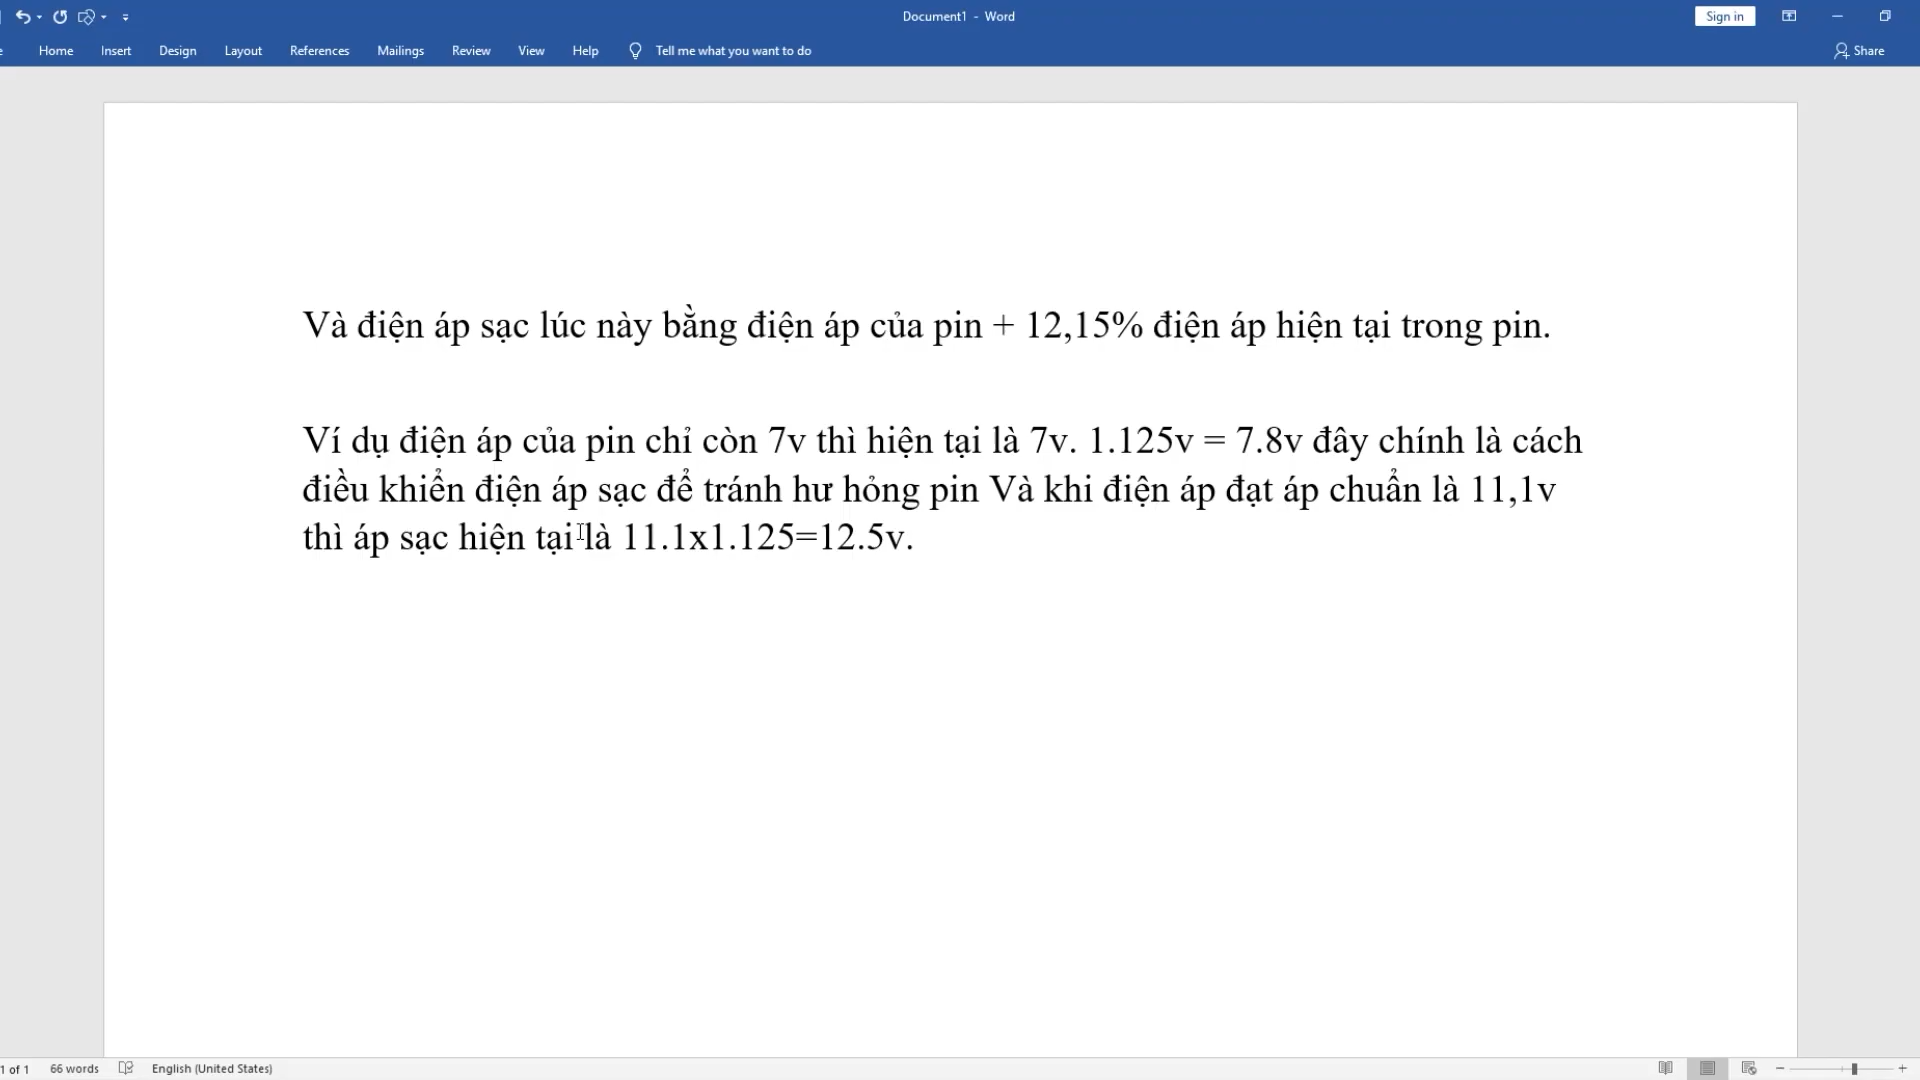 Document1 - Word
Sign in
Home Insert Design Layout References Mailings Review View Help Tell me what you want to do
Share
Và điện áp sạc lúc này bằng điện áp của pin + 12,15% điện áp hiện tại trong pin.
Ví dụ điện áp của pin chỉ còn 7v thì hiện tại là 7v. 1.125v = 7.8v đây chính là cách
điều khiển điện áp sạc để tránh hư hỏng pin Và khi điện áp đạt áp chuẩn là 11,1v
thì áp sạc hiện tại là 11.1x1.125=12.5v.
1 of 1 66 words English (United States)